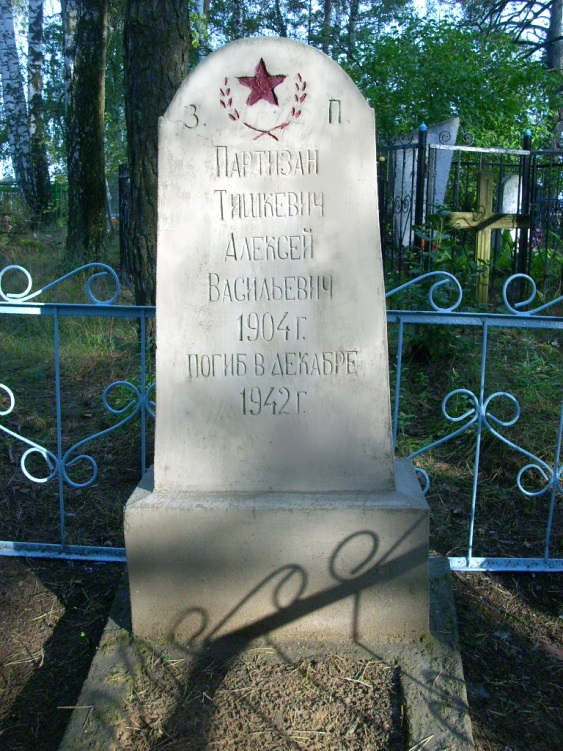 З. П.
Партизан
Тишкевич
Алексей
Васильевич
1904 г.
погиб в декабре
1942 г.